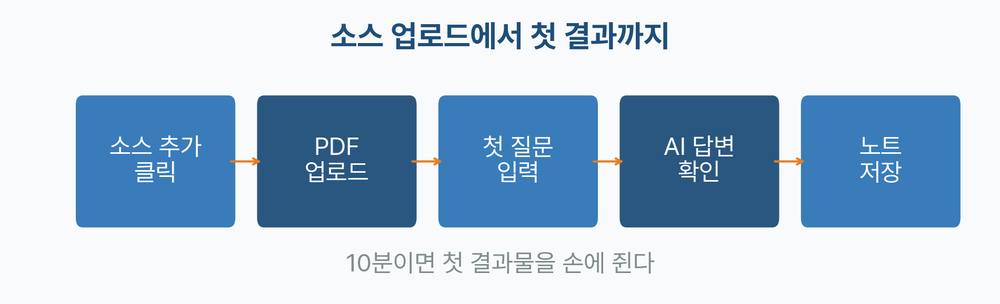 소스 업로드에서 첫 결과까지
소스 추가
클릭
PDF
업로드
첫 질문
입력
AI 답변
확인
노트
저장
10분이면 첫 결과물을 손에 쥔다